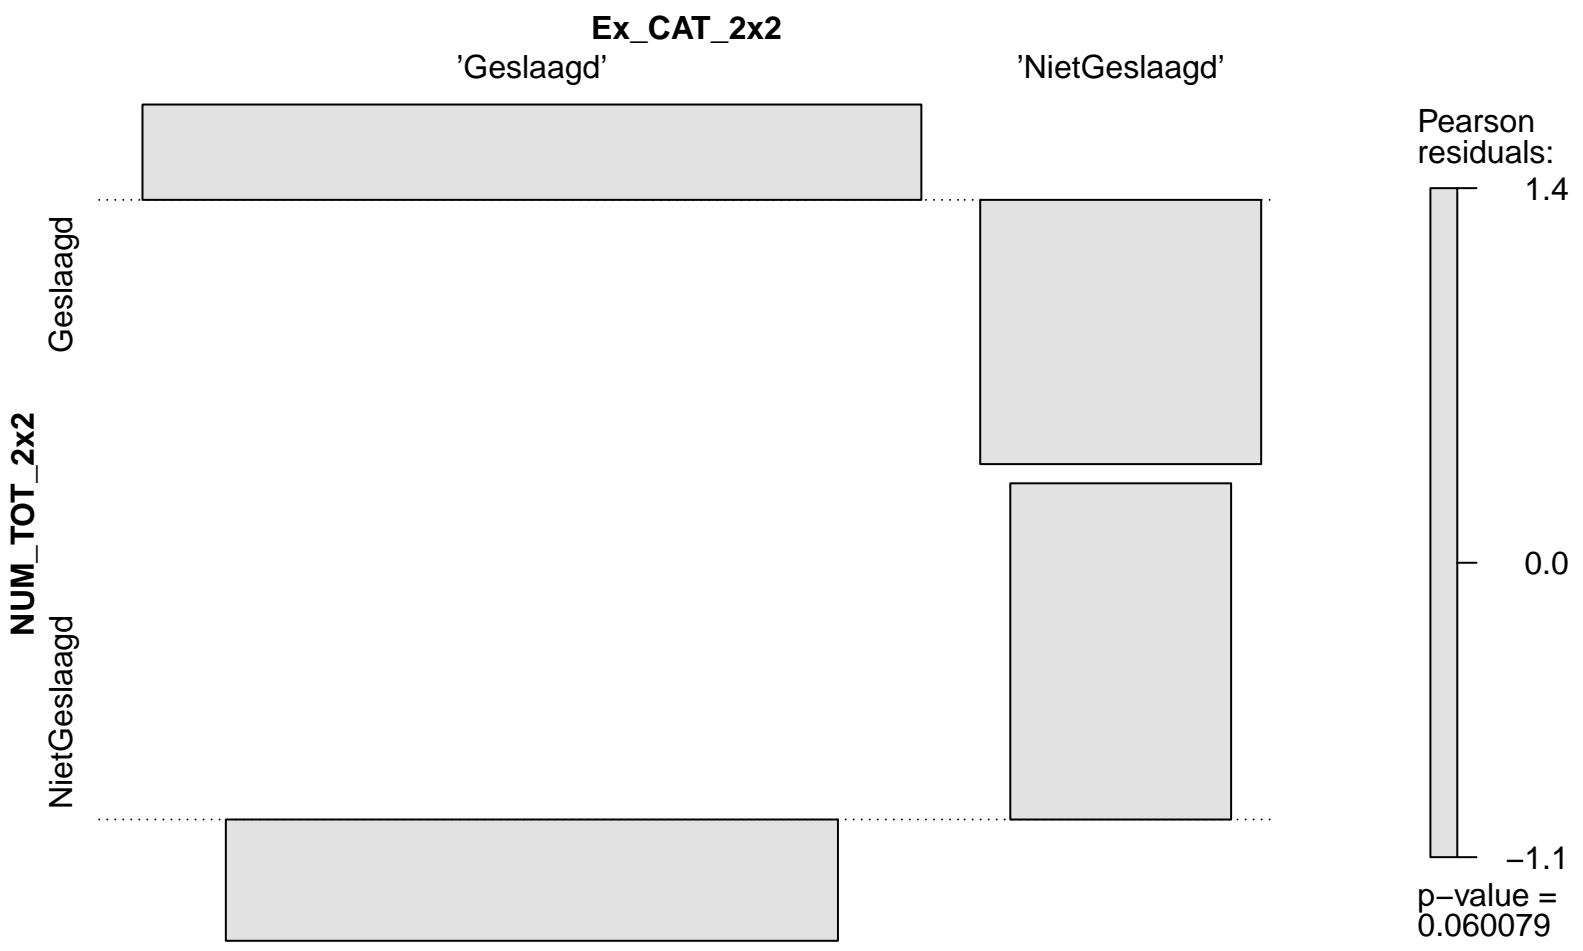 Ex_CAT_2x2
’Geslaagd’ ’NietGeslaagd’
NUM_TOT_2x2
Geslaagd
NietGeslaagd
Pearson
residuals:
1.4
0.0
−1.1
p−value =
0.060079